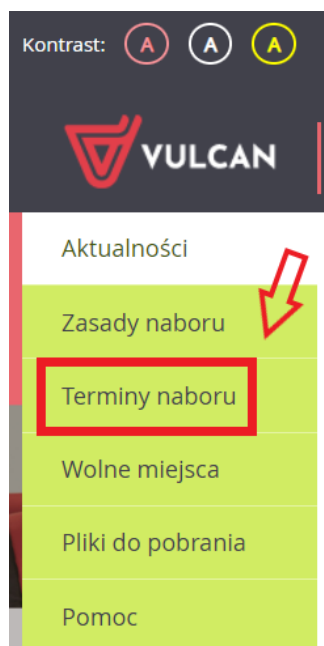 Kontrast: A A A
VULCAN
Aktualności
Zasady naboru
Terminy naboru
Wolne miejsca
Pliki do pobrania
Pomoc